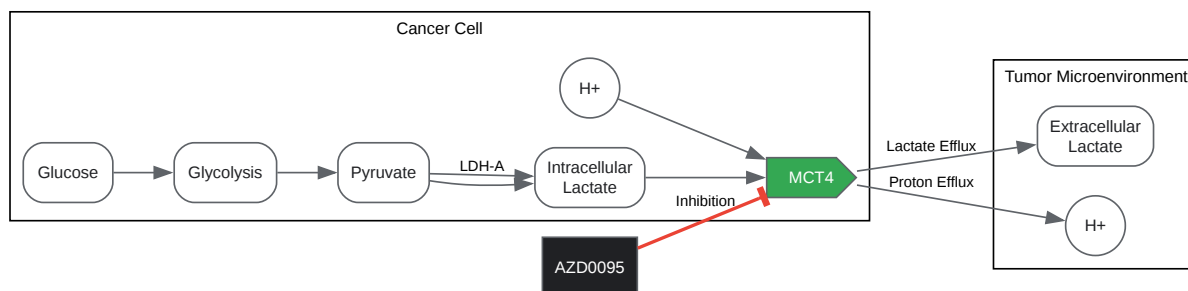 Cancer Cell
H+
Tumor Microenvironment
Glucose
Glycolysis
Pyruvate
LDH-A
Intracellular
Lactate
MCT4
Lactate Efflux
Proton Efflux
Extracellular
Lactate
H+
Inhibition
AZD0095